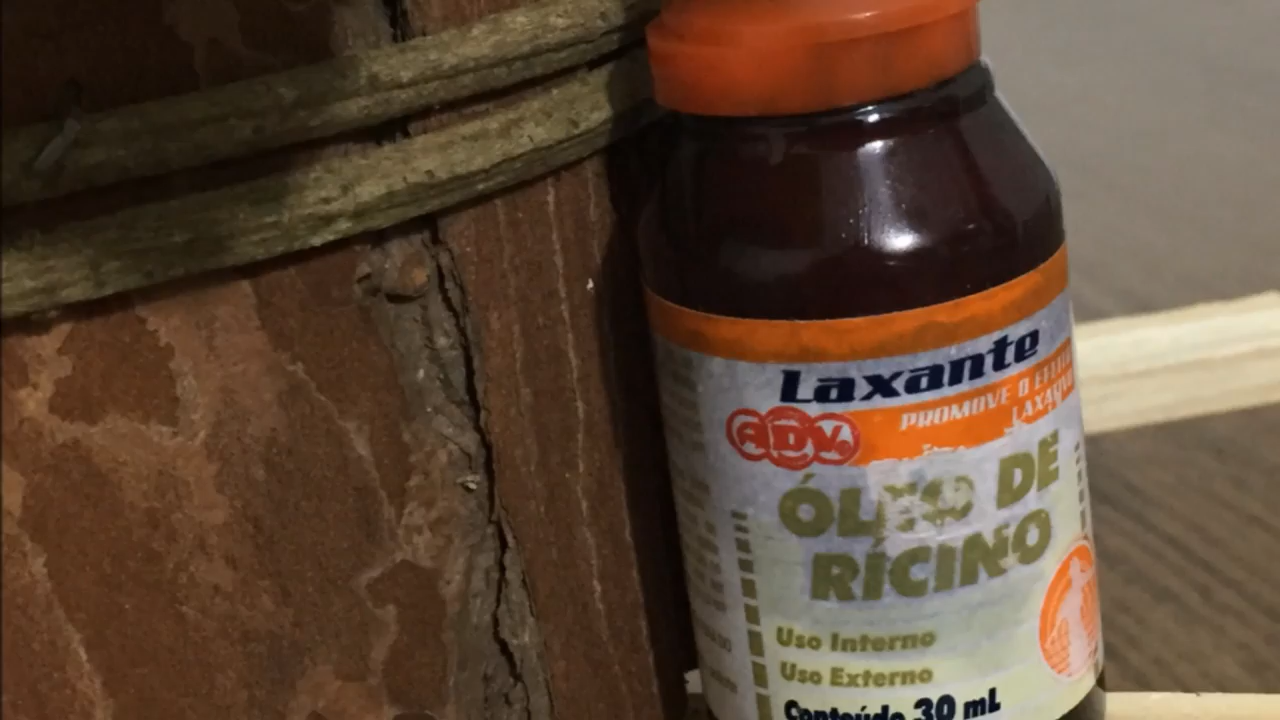 Laxante
PROMOVE O EFEITO
LAXATIVO
ADV.
ÓLEO DE
RÍCINO
Uso Interno
Uso Externo
Conteúdo 30 mL